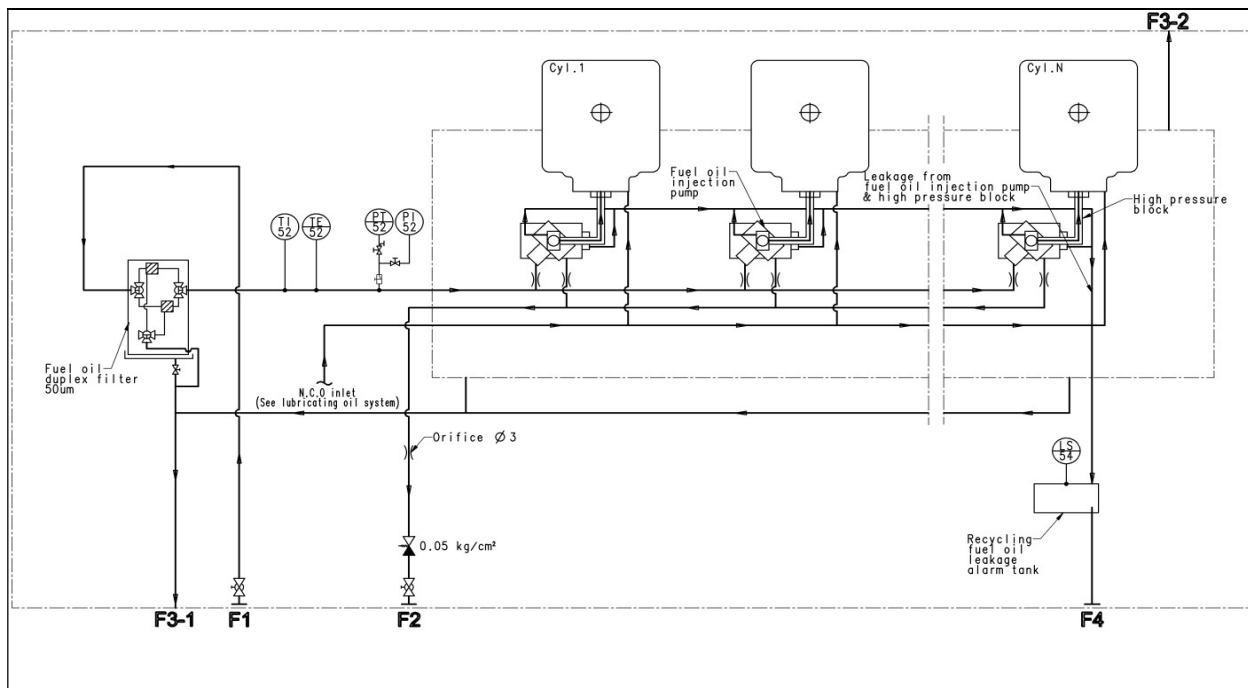 F3-2
Cyl.1
Cyl.N
Fuel oil
injection
pump
Leakage from
fuel oil injection pump
& high pressure block
High pressure
block
TI
52
TE
52
PT
52
PI
52
Fuel oil
duplex filter
50um
N.C.O inlet
(See lubricating oil system)
Orifice Ø3
LS
54
0.05 kg/cm²
Recycling
fuel oil
leakage
alarm tank
F3-1
F1
F2
F4